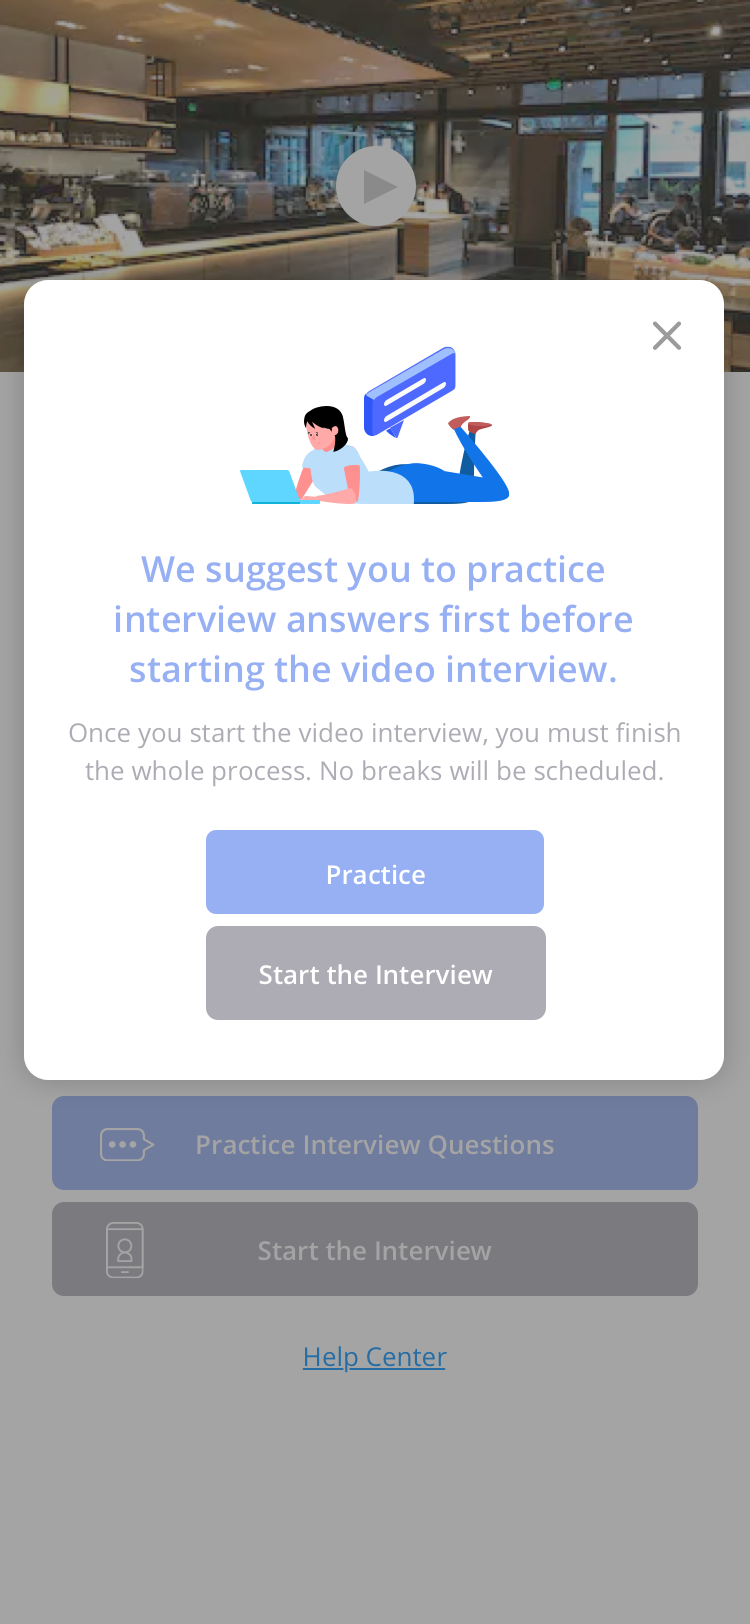 We suggest you to practice
interview answers first before
starting the video interview.
Once you start the video interview, you must finish
the whole process. No breaks will be scheduled.
Practice
Start the Interview
Practice Interview Questions
Start the Interview
Help Center